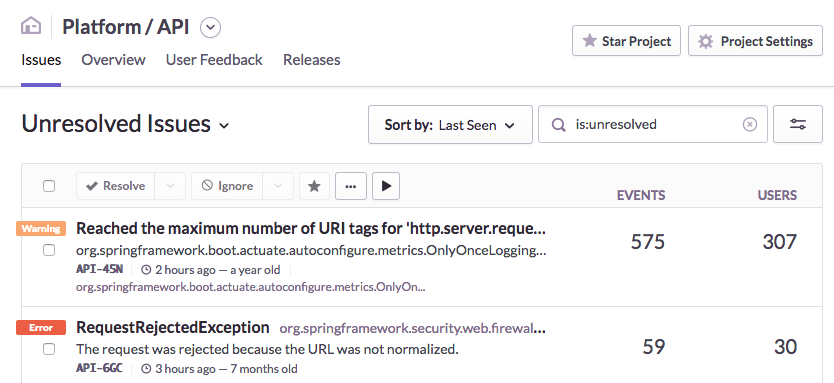 Platform / API
Star Project
Project Settings
Issues Overview User Feedback Releases
Unresolved Issues
Sort by: Last Seen
is:unresolved
Resolve Ignore
EVENTS USERS
Warning
Reached the maximum number of URI tags for 'http.server.reque...
575 307
org.springframework.boot.actuate.autoconfigure.metrics.OnlyOnceLogging...
API-45N 2 hours ago — a year old
org.springframework.boot.actuate.autoconfigure.metrics.OnlyOn...
Error
RequestRejectedException org.springframework.security.web.firewal...
59 30
The request was rejected because the URL was not normalized.
API-6GC 3 hours ago — 7 months old